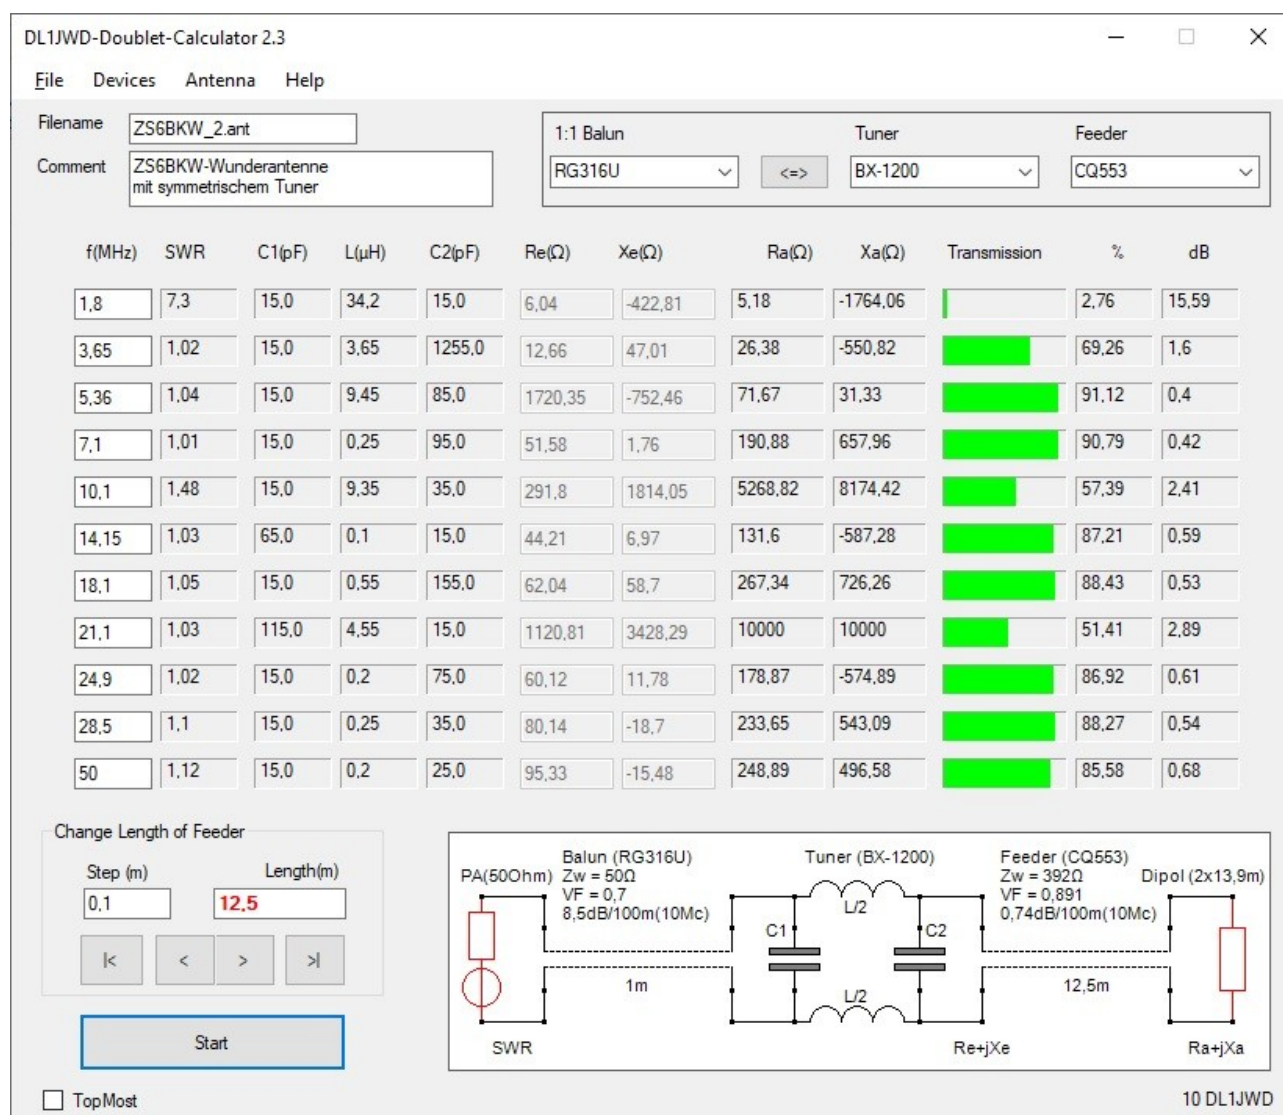 DL1JWD-Doublet-Calculator 2.3
File Devices Antenna Help
Filename ZS6BKW_2.ant
Comment ZS6BKW-Wunderantenne
mit symmetrischem Tuner
1:1 Balun Tuner Feeder
RG316U <=> BX-1200 CQ553
f(MHz) SWR C1(pF) L(µH) C2(pF) Re(Ω) Xe(Ω) Ra(Ω) Xa(Ω) Transmission % dB
1,8 7,3 15,0 34,2 15,0 6,04 -422,81 5,18 -1764,06 2,76 15,59
3,65 1,02 15,0 3,65 1255,0 12,66 47,01 26,38 -550,82 69,26 1,6
5,36 1,04 15,0 9,45 85,0 1720,35 -752,46 71,67 31,33 91,12 0,4
7,1 1,01 15,0 0,25 95,0 51,58 1,76 190,88 657,96 90,79 0,42
10,1 1,48 15,0 9,35 35,0 291,8 1814,05 5268,82 8174,42 57,39 2,41
14,15 1,03 65,0 0,1 15,0 44,21 6,97 131,6 -587,28 87,21 0,59
18,1 1,05 15,0 0,55 155,0 62,04 58,7 267,34 726,26 88,43 0,53
21,1 1,03 115,0 4,55 15,0 1120,81 3428,29 10000 10000 51,41 2,89
24,9 1,02 15,0 0,2 75,0 60,12 11,78 178,87 -574,89 86,92 0,61
28,5 1,1 15,0 0,25 35,0 80,14 -18,7 233,65 543,09 88,27 0,54
50 1,12 15,0 0,2 25,0 95,33 -15,48 248,89 496,58 85,58 0,68
Change Length of Feeder
Step (m) Length(m)
0,1 12,5
|< < > >|
Start
TopMost
Balun (RG316U) Tuner (BX-1200) Feeder (CQ553)
PA(50Ohm) Zw = 50Ω Zw = 392Ω Dipol (2x13,9m)
VF = 0,7 VF = 0,891
8,5dB/100m(10Mc) L/2 0,74dB/100m(10Mc)
C1 C2
1m 12,5m
L/2
SWR Re+jXe Ra+jXa
10 DL1JWD